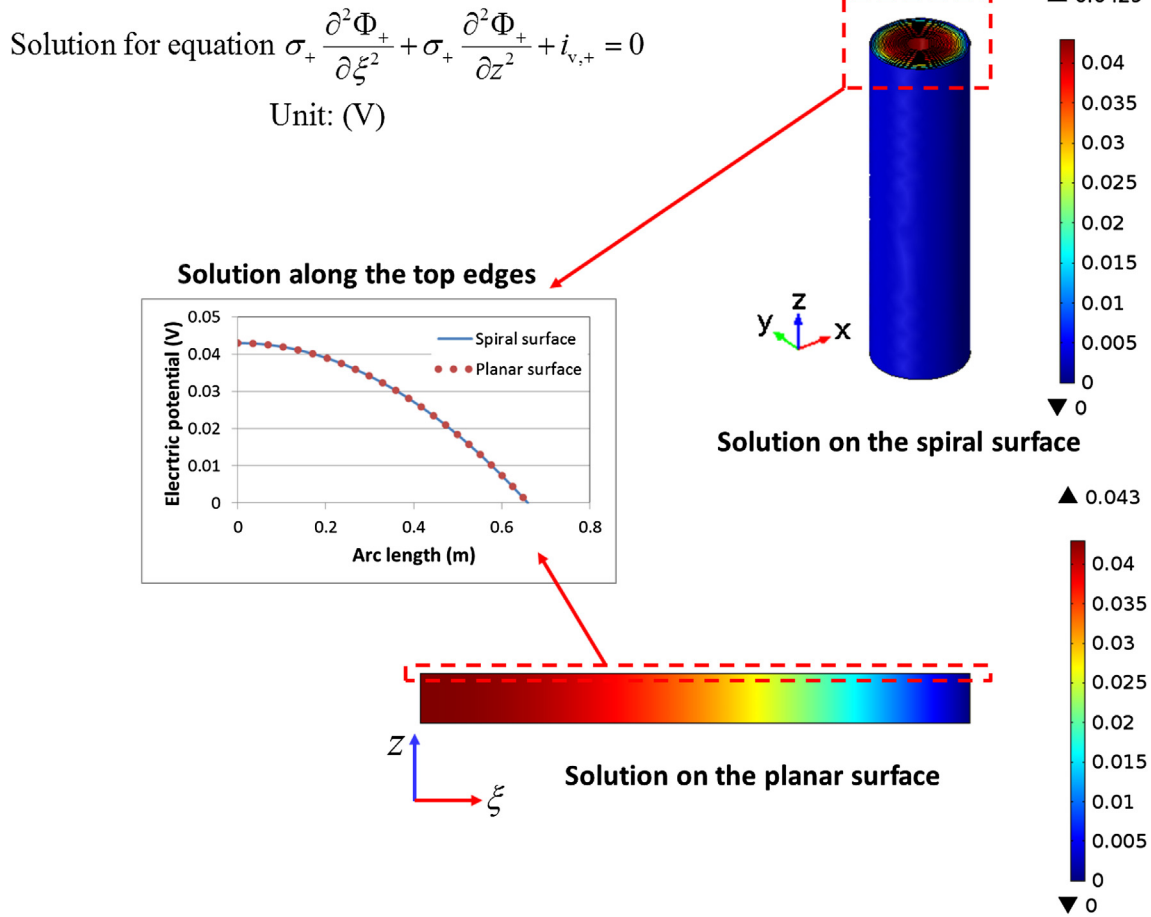 Solution for equation σ₊ ∂²Φ₊/∂ξ² + σ₊ ∂²Φ₊/∂z² + i_v,₊ = 0
Unit: (V)
0.04
0.035
0.03
0.025
0.02
0.015
0.01
0.005
0
▼ 0
z
y
x
Solution on the spiral surface
Solution along the top edges
0.05
0.04
0.03
0.02
0.01
0
Elecrtric potential (V)
Spiral surface
Planar surface
0
0.2
0.4
0.6
0.8
Arc length (m)
▲ 0.043
0.04
0.035
0.03
0.025
0.02
0.015
0.01
0.005
0
▼ 0
z
ξ
Solution on the planar surface